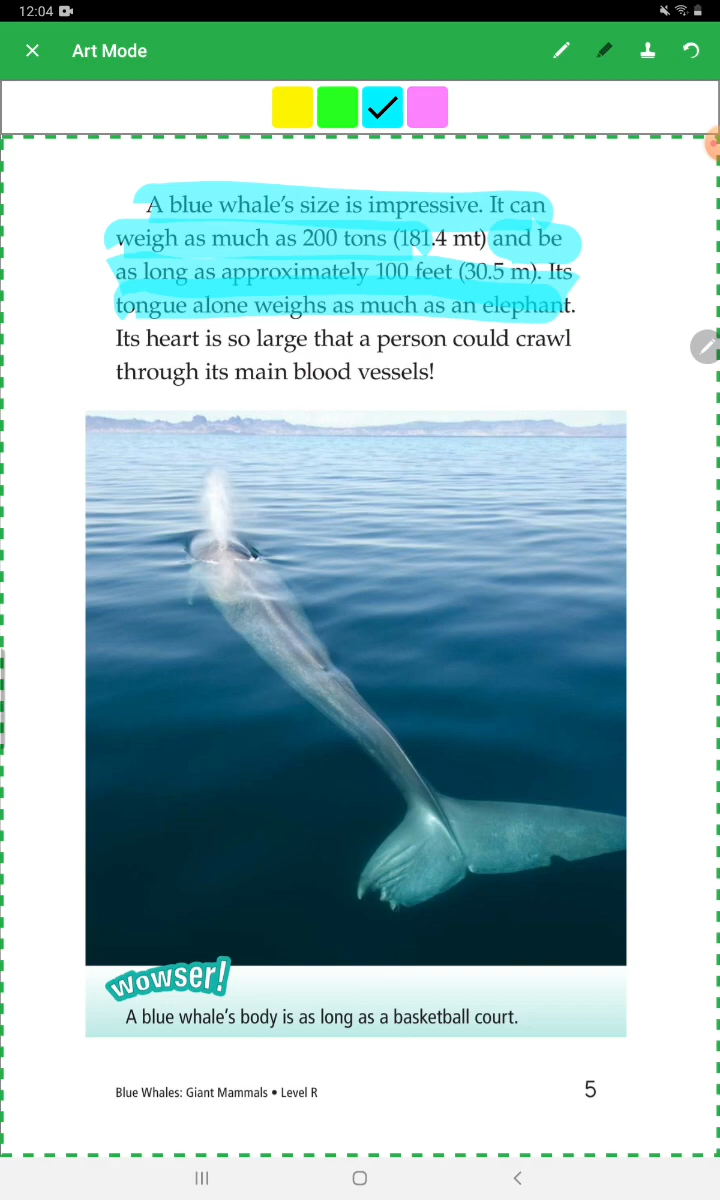 12:04
Art Mode
A blue whale's size is impressive. It can
weigh as much as 200 tons (181.4 mt) and be
as long as approximately 100 feet (30.5 m). Its
tongue alone weighs as much as an elephant.
Its heart is so large that a person could crawl
through its main blood vessels!
Wowser!
A blue whale's body is as long as a basketball court.
Blue Whales: Giant Mammals • Level R
5